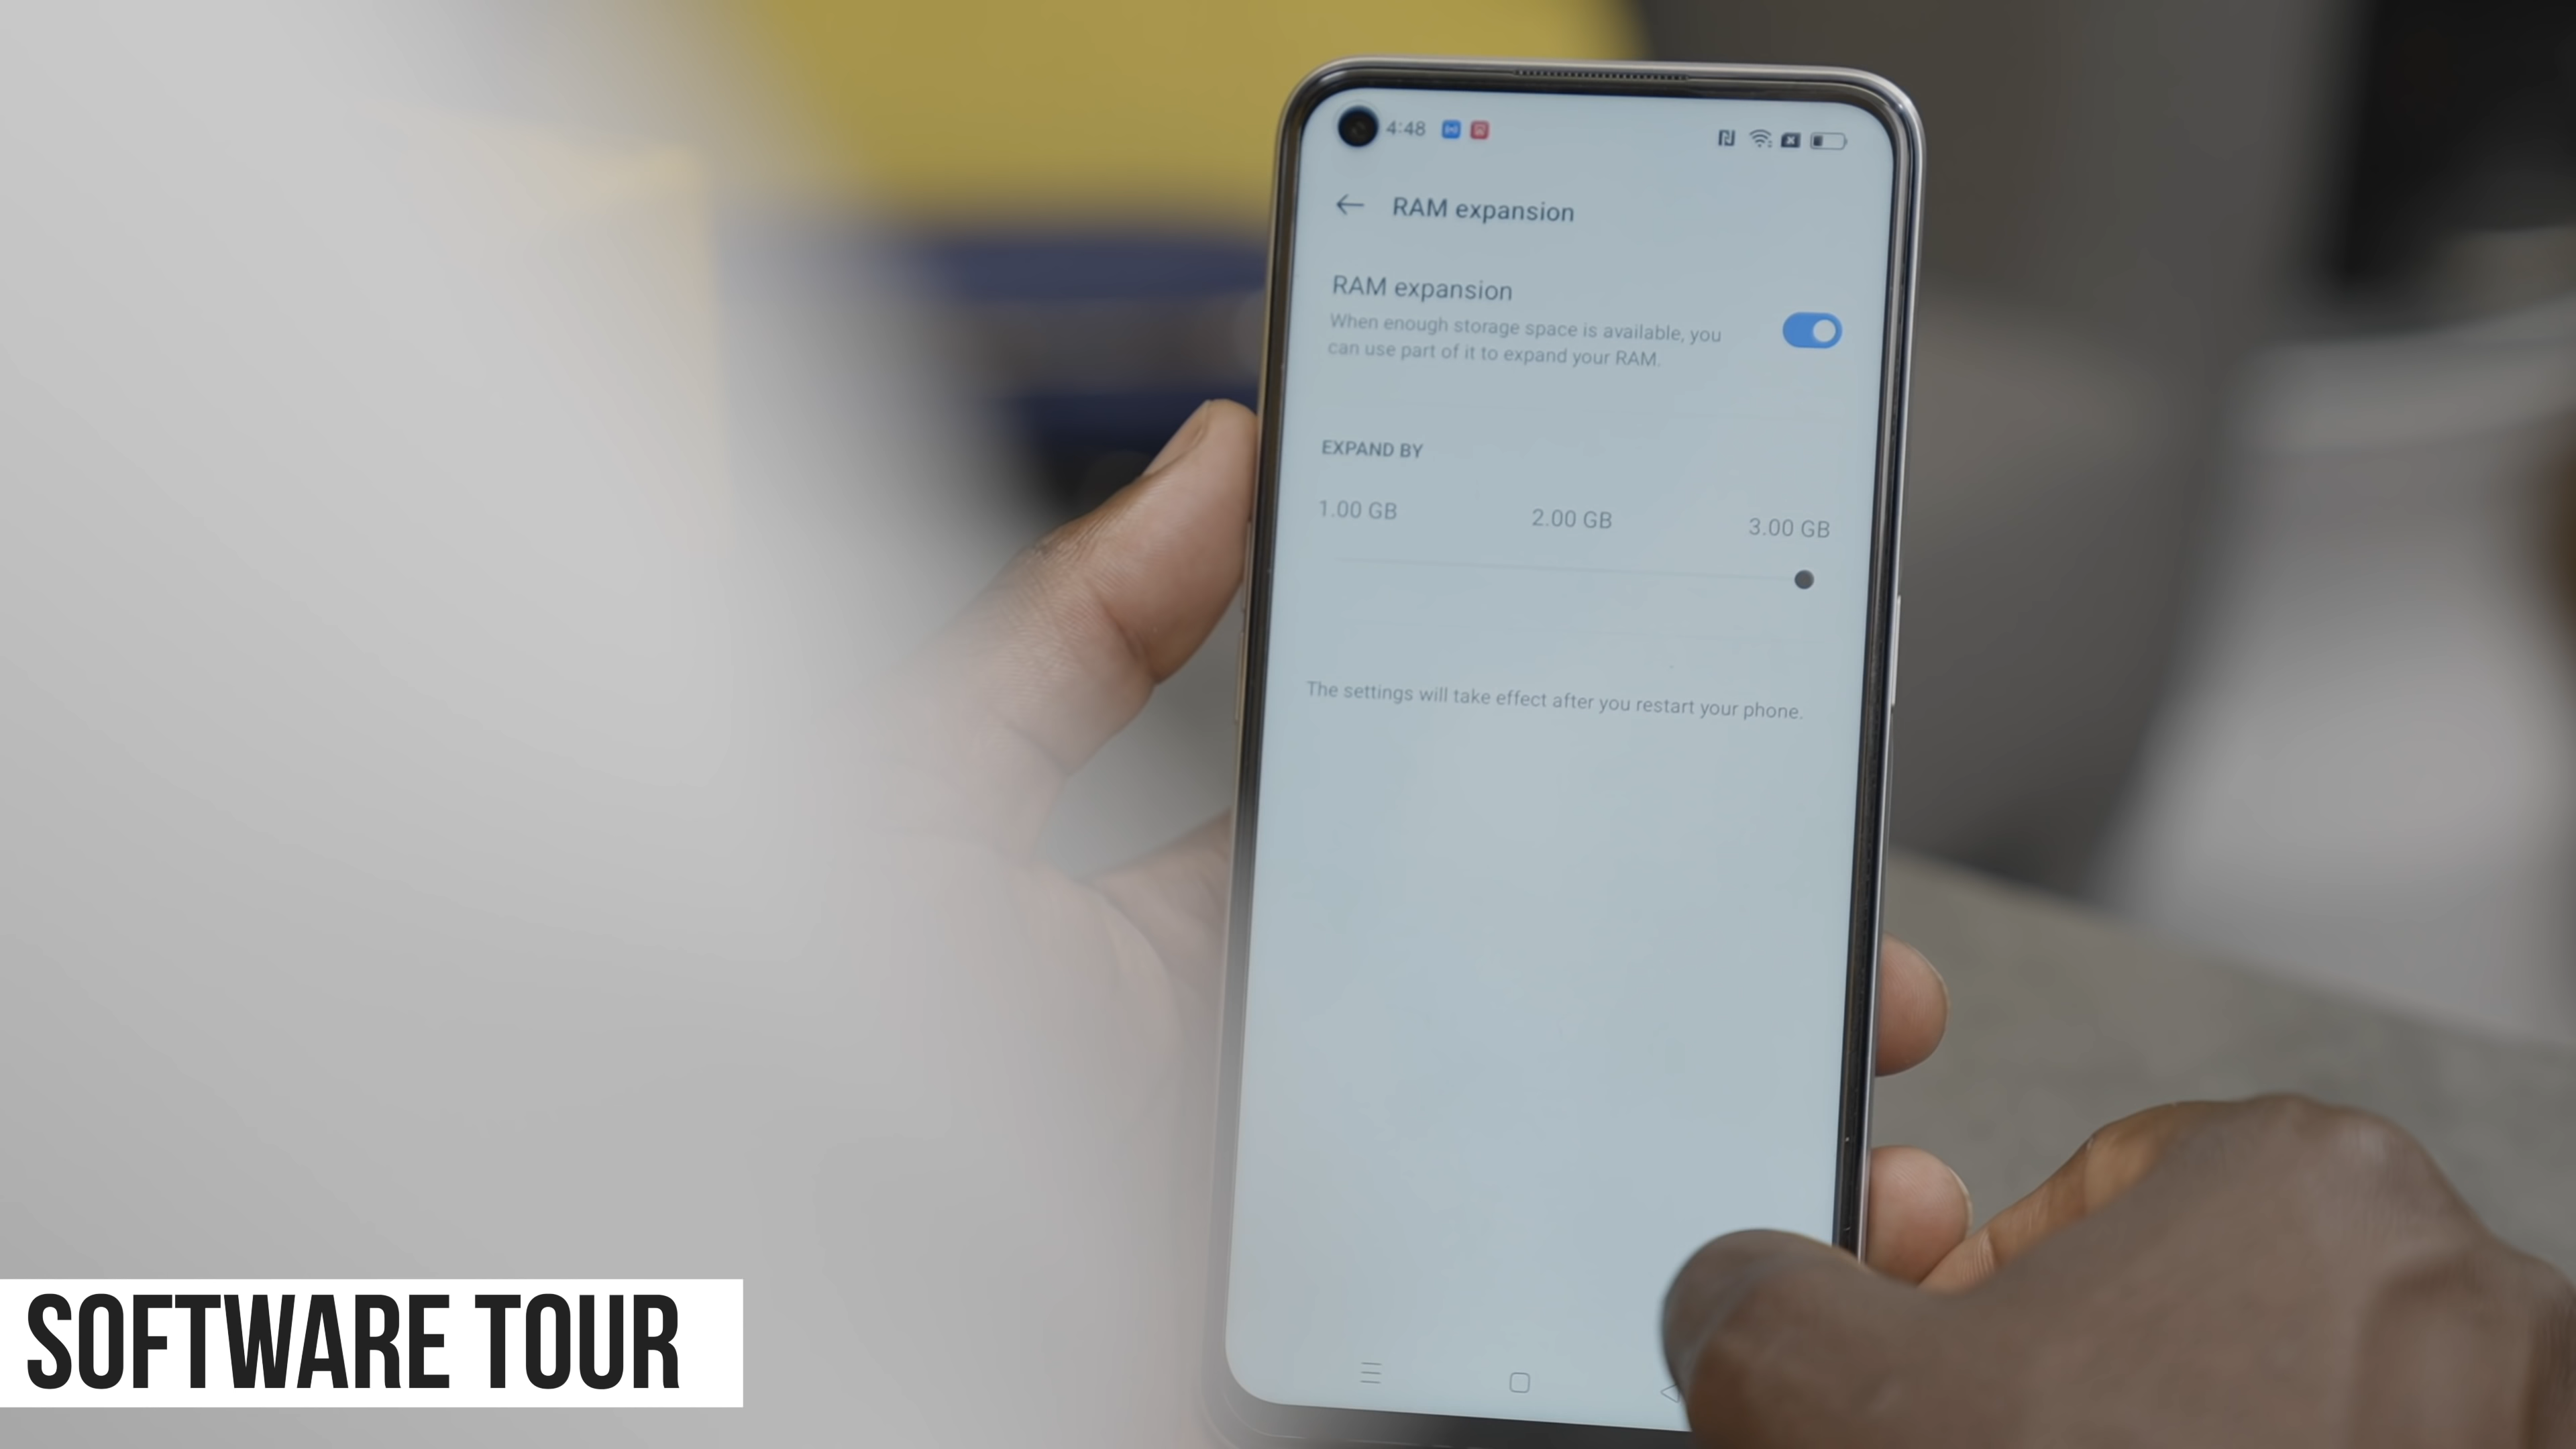 4:48
RAM expansion
RAM expansion
When enough storage space is available, you
can use part of it to expand your RAM.
EXPAND BY
1.00 GB 2.00 GB 3.00 GB
The settings will take effect after you restart your phone.
SOFTWARE TOUR